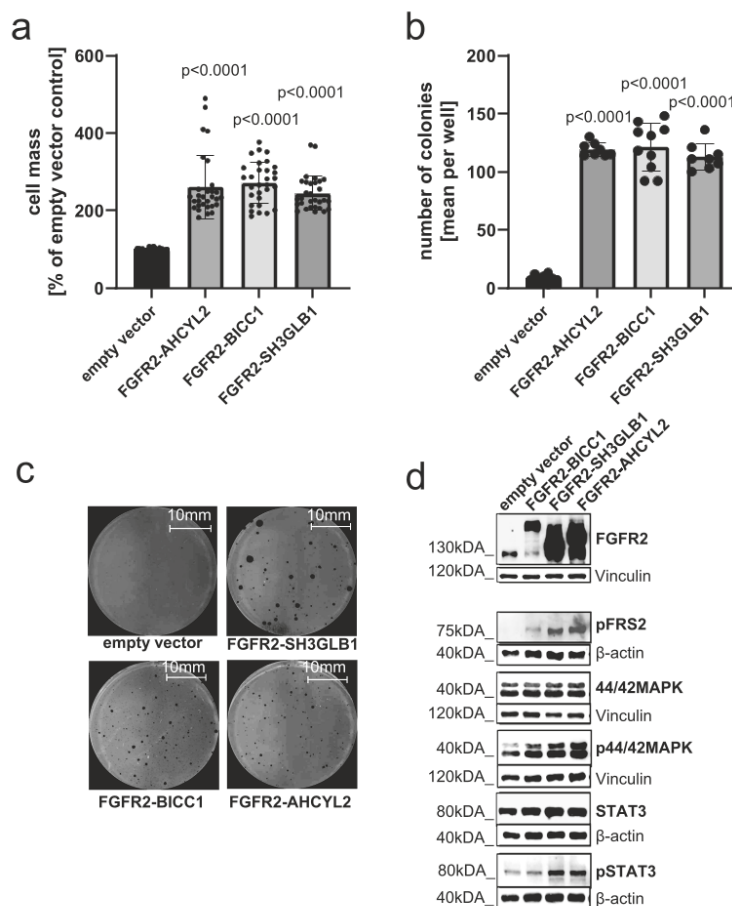 a
cell mass
[% of empty vector control]
600
400
200
0
p<0.0001
p<0.0001
p<0.0001
empty vector
FGFR2-AHCYL2
FGFR2-BICC1
FGFR2-SH3GLB1
b
number of colonies
[mean per well]
200
150
100
50
0
p<0.0001
p<0.0001
p<0.0001
empty vector
FGFR2-AHCYL2
FGFR2-BICC1
FGFR2-SH3GLB1
c
10mm
10mm
empty vector
FGFR2-SH3GLB1
10mm
10mm
FGFR2-BICC1
FGFR2-AHCYL2
d
empty vector
FGFR2-BICC1
FGFR2-SH3GLB1
FGFR2-AHCYL2
130kDA_ FGFR2
120kDA_ Vinculin
75kDA_ pFRS2
40kDA_ β-actin
40kDA_ 44/42MAPK
120kDA_ Vinculin
40kDA_ p44/42MAPK
120kDA_ Vinculin
80kDA_ STAT3
40kDA_ β-actin
80kDA_ pSTAT3
40kDA_ β-actin